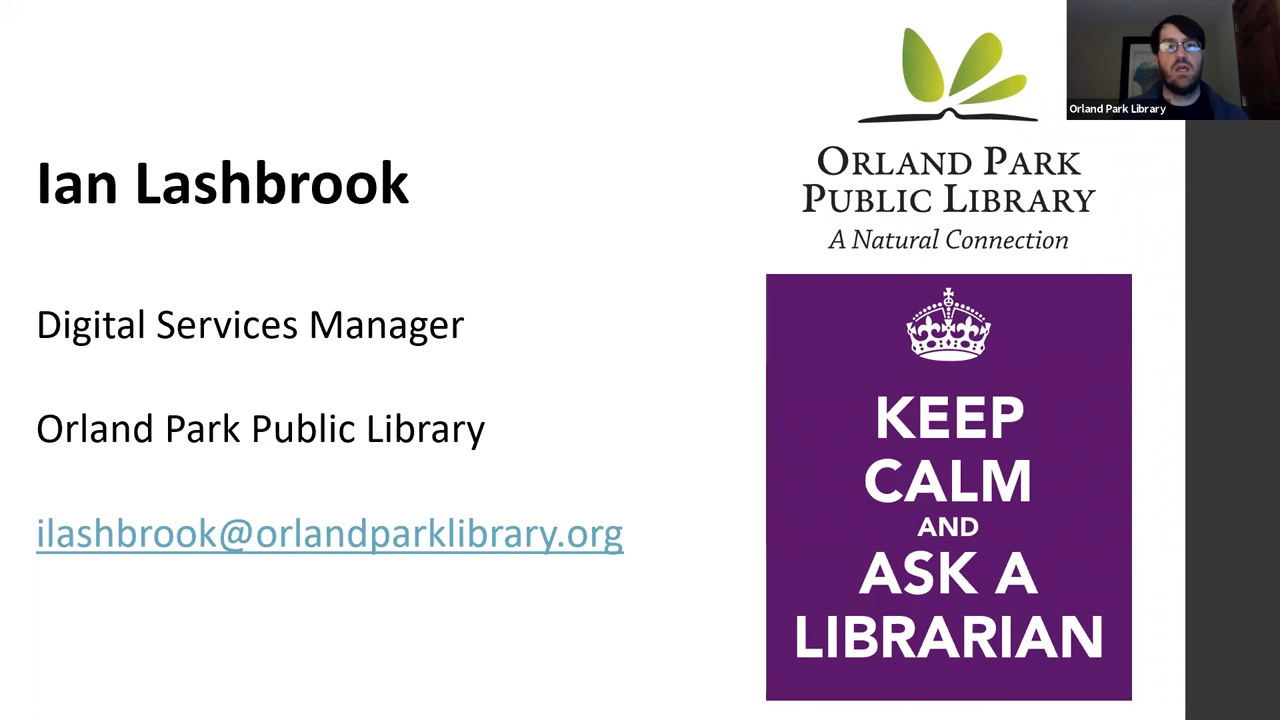 Ian Lashbrook
Digital Services Manager
Orland Park Public Library
ilashbrook@orlandparklibrary.org
ORLAND PARK
PUBLIC LIBRARY
A Natural Connection
KEEP
CALM
AND
ASK A
LIBRARIAN
Orland Park Library